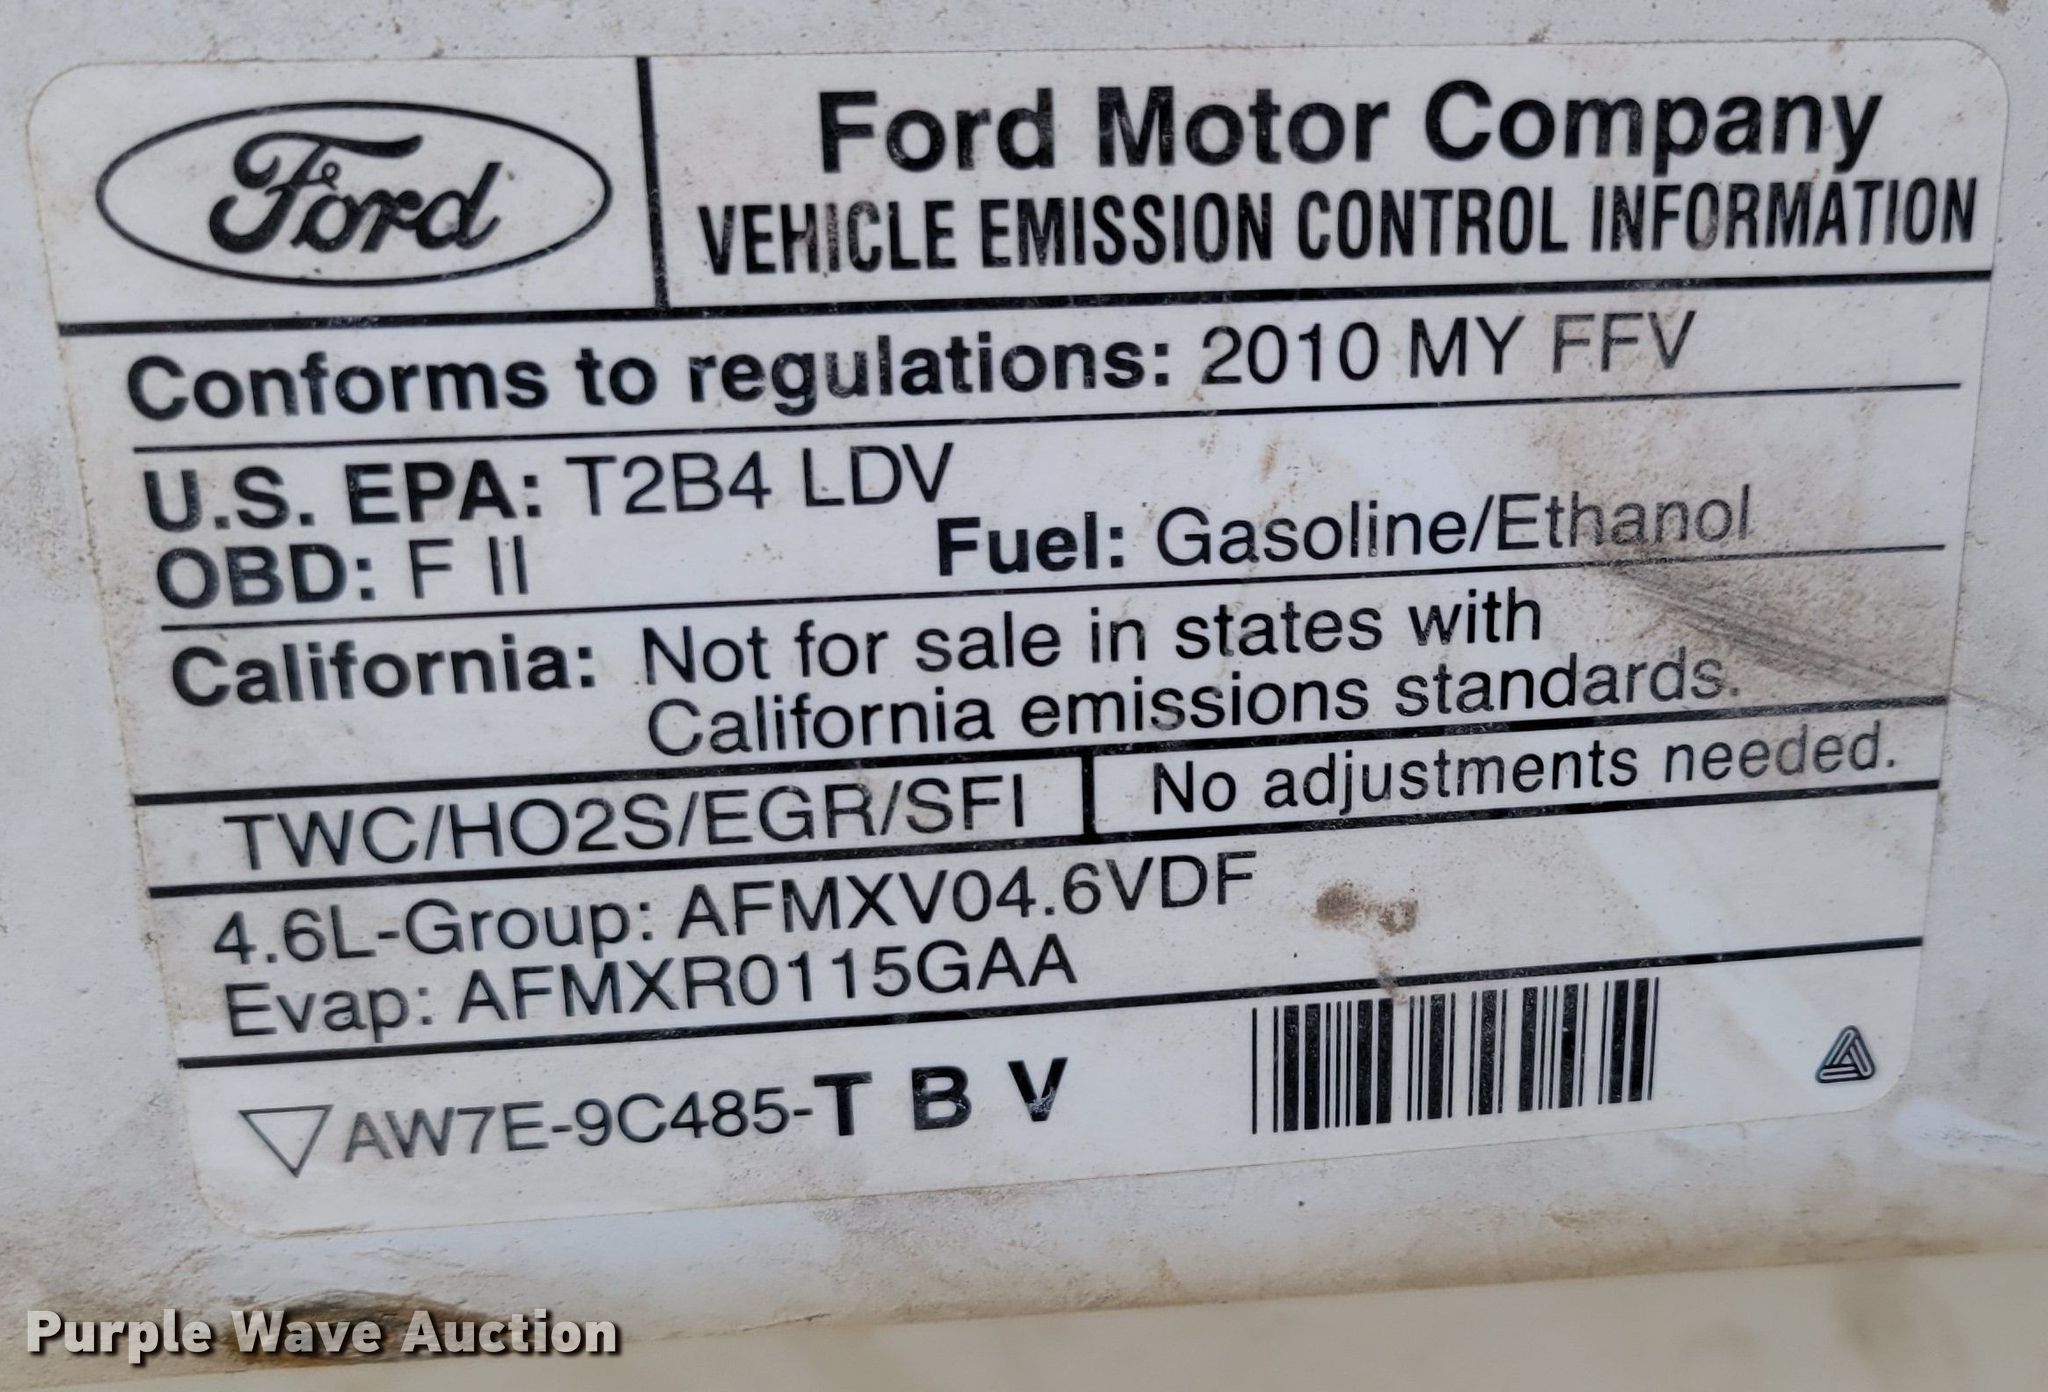 Ford
Ford Motor Company
VEHICLE EMISSION CONTROL INFORMATION
Conforms to regulations: 2010 MY FFV
U.S. EPA: T2B4 LDV
OBD: F II
Fuel: Gasoline/Ethanol
California: Not for sale in states with
California emissions standards.
TWC/HO2S/EGR/SFI
No adjustments needed.
4.6L-Group: AFMXV04.6VDF
Evap: AFMXR0115GAA
AW7E-9C485-T B V
Purple Wave Auction